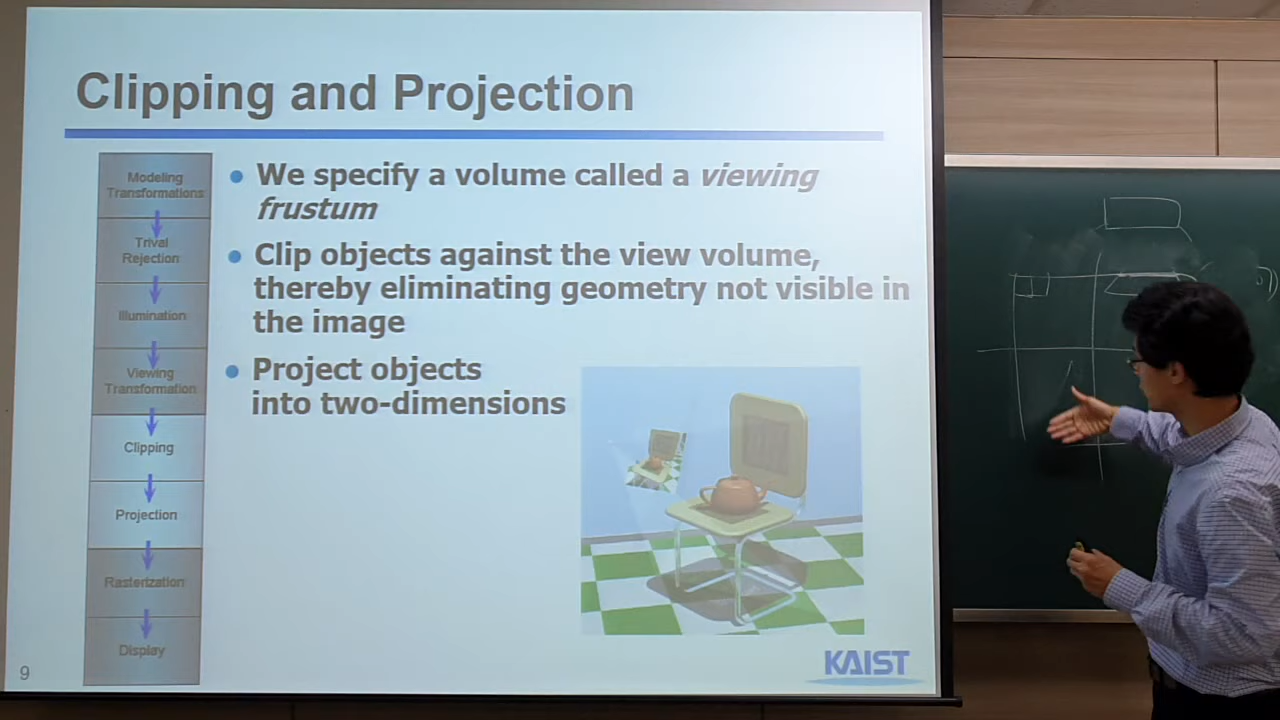 Clipping and Projection
Modeling
Transformations
Trival
Rejection
Illumination
Viewing
Transformation
Clipping
Projection
Rasterization
Display
We specify a volume called a viewing
frustum
Clip objects against the view volume,
thereby eliminating geometry not visible in
the image
Project objects
into two-dimensions
9
KAIST